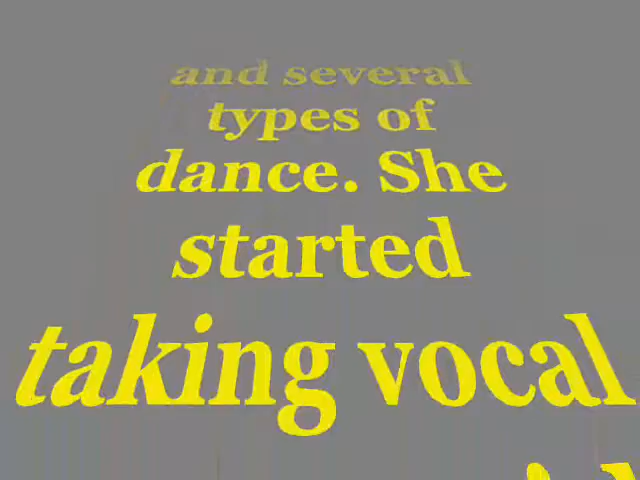 and several
types of
dance. She
started
taking vocal